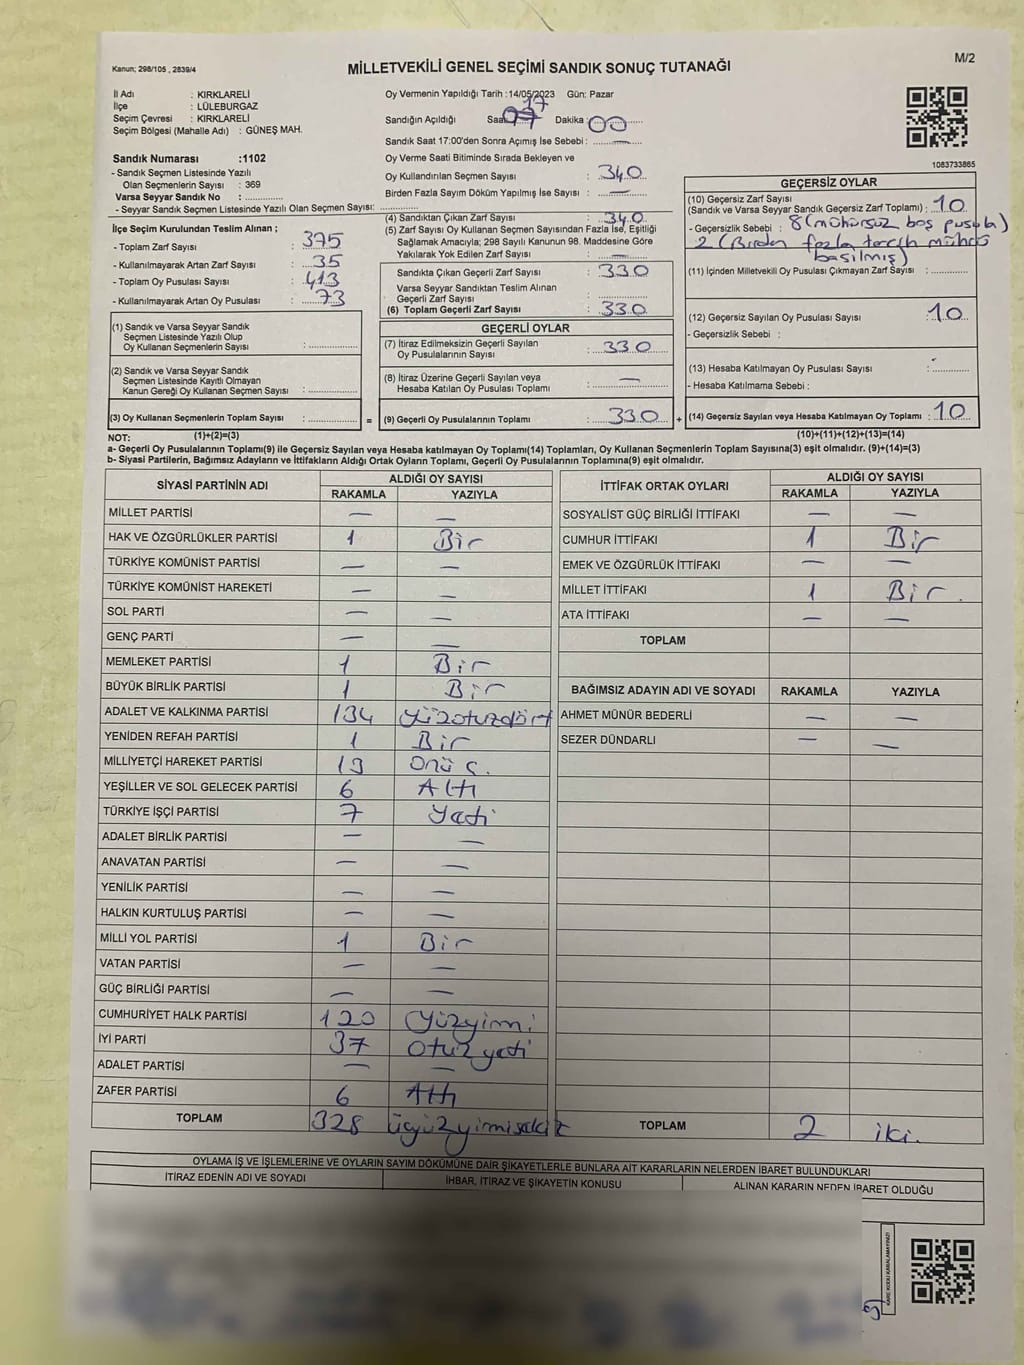 M/2
Kanun; 298/105 , 2839/4
MİLLETVEKİLİ GENEL SEÇİMİ SANDIK SONUÇ TUTANAĞI
İl Adı : KIRKLARELİ
İlçe : LÜLEBURGAZ
Seçim Çevresi : KIRKLARELİ
Seçim Bölgesi (Mahalle Adı) : GÜNEŞ MAH.
Sandık Numarası :1102
- Sandık Seçmen Listesinde Yazılı
Olan Seçmenlerin Sayısı : 369
Varsa Seyyar Sandık No : ..............
- Seyyar Sandık Seçmen Listesinde Yazılı Olan Seçmen Sayısı: ..............
Oy Vermenin Yapıldığı Tarih :14/05/2023 Gün: Pazar
Sandığın Açıldığı Saat 17 Dakika : 00
Sandık Saat 17:00'den Sonra Açımış İse Sebebi : —
Oy Verme Saati Bitiminde Sırada Bekleyen ve
Oy Kullandırılan Seçmen Sayısı : 340
Birden Fazla Sayım Döküm Yapılmış İse Sayısı : —
1083733865
İlçe Seçim Kurulundan Teslim Alınan ;
- Toplam Zarf Sayısı : 375
- Kullanılmayarak Artan Zarf Sayısı : 35
- Toplam Oy Pusulası Sayısı : 413
- Kullanılmayarak Artan Oy Pusulası : 73
(4) Sandıktan Çıkan Zarf Sayısı : 340
(5) Zarf Sayısı Oy Kullanan Seçmen Sayısından Fazla İse, Eşitliği
Sağlamak Amacıyla; 298 Sayılı Kanunun 98. Maddesine Göre
Yakılarak Yok Edilen Zarf Sayısı : —
Sandıkta Çıkan Geçerli Zarf Sayısı : 330
Varsa Seyyar Sandıktan Teslim Alınan
Geçerli Zarf Sayısı : ..............
(6) Toplam Geçerli Zarf Sayısı : 330
GEÇERSİZ OYLAR
(10) Geçersiz Zarf Sayısı
(Sandık ve Varsa Seyyar Sandık Geçersiz Zarf Toplamı) : 10
- Geçersizlik Sebebi : 8 (mühürsüz boş pusula)
2 (Birden fazla tercih mührü
basilmış)
(11) İçinden Milletvekili Oy Pusulası Çıkmayan Zarf Sayısı : ..............
(12) Geçersiz Sayılan Oy Pusulası Sayısı : 10
- Geçersizlik Sebebi :
(13) Hesaba Katılmayan Oy Pusulası Sayısı : ..............
- Hesaba Katılmama Sebebi :
(1) Sandık ve Varsa Seyyar Sandık
Seçmen Listesinde Yazılı Olup
Oy Kullanan Seçmenlerin Sayısı : ..............
(2) Sandık ve Varsa Seyyar Sandık
Seçmen Listesinde Kayıtlı Olmayan
Kanun Gereği Oy Kullanan Seçmen Sayısı : ..............
GEÇERLİ OYLAR
(7) İtiraz Edilmeksizin Geçerli Sayılan
Oy Pusulalarının Sayısı : 330
(8) İtiraz Üzerine Geçerli Sayılan veya
Hesaba Katılan Oy Pusulası Toplamı : —
(3) Oy Kullanan Seçmenlerin Toplam Sayısı : .............. = (9) Geçerli Oy Pusulalarının Toplamı : 330 + (14) Geçersiz Sayılan veya Hesaba Katılmayan Oy Toplamı : 10
NOT: (1)+(2)=(3) (10)+(11)+(12)+(13)=(14)
a- Geçerli Oy Pusulalarının Toplamı(9) ile Geçersiz Sayılan veya Hesaba katılmayan Oy Toplamı(14) Toplamları, Oy Kullanan Seçmenlerin Toplam Sayısına(3) eşit olmalıdır. (9)+(14)=(3)
b- Siyasi Partilerin, Bağımsız Adayların ve İttifakların Aldığı Ortak Oyların Toplamı, Geçerli Oy Pusulalarının Toplamına(9) eşit olmalıdır.
SİYASİ PARTİNİN ADI ALDIĞI OY SAYISI
RAKAMLA YAZIYLA
MİLLET PARTİSİ — —
HAK VE ÖZGÜRLÜKLER PARTİSİ 1 Bir
TÜRKİYE KOMÜNİST PARTİSİ — —
TÜRKİYE KOMÜNİST HAREKETİ — —
SOL PARTİ — —
GENÇ PARTİ — —
MEMLEKET PARTİSİ 1 Bir
BÜYÜK BİRLİK PARTİSİ 1 Bir
ADALET VE KALKINMA PARTİSİ 134 yüzotuzdört
YENİDEN REFAH PARTİSİ 1 Bir
MİLLİYETÇİ HAREKET PARTİSİ 13 Onüç.
YEŞİLLER VE SOL GELECEK PARTİSİ 6 Altı
TÜRKİYE İŞÇİ PARTİSİ 7 Yedi
ADALET BİRLİK PARTİSİ — —
ANAVATAN PARTİSİ — —
YENİLİK PARTİSİ — —
HALKIN KURTULUŞ PARTİSİ — —
MİLLİ YOL PARTİSİ 1 Bir
VATAN PARTİSİ — —
GÜÇ BİRLİĞİ PARTİSİ — —
CUMHURİYET HALK PARTİSİ 120 Yüzyirmi
İYİ PARTİ 37 Otuzyedi
ADALET PARTİSİ — —
ZAFER PARTİSİ 6 Altı
TOPLAM 328 üçyüzyirmisekiz
İTTİFAK ORTAK OYLARI ALDIĞI OY SAYISI
RAKAMLA YAZIYLA
SOSYALİST GÜÇ BİRLİĞİ İTTİFAKI — —
CUMHUR İTTİFAKI 1 Bir
EMEK VE ÖZGÜRLÜK İTTİFAKI — —
MİLLET İTTİFAKI 1 Bir.
ATA İTTİFAKI — —
TOPLAM
BAĞIMSIZ ADAYIN ADI VE SOYADI RAKAMLA YAZIYLA
AHMET MÜNÜR BEDERLİ — —
SEZER DÜNDARLI — —
TOPLAM 2 iki.
OYLAMA İŞ VE İŞLEMLERİNE VE OYLARIN SAYIM DÖKÜMÜNE DAİR ŞİKAYETLERLE BUNLARA AİT KARARLARIN NELERDEN İBARET BULUNDUKLARI
İTİRAZ EDENİN ADI VE SOYADI İHBAR, İTİRAZ VE ŞİKAYETİN KONUSU ALINAN KARARIN NEDEN İBARET OLDUĞU
KARE KODU KARALAMAYINIZ!